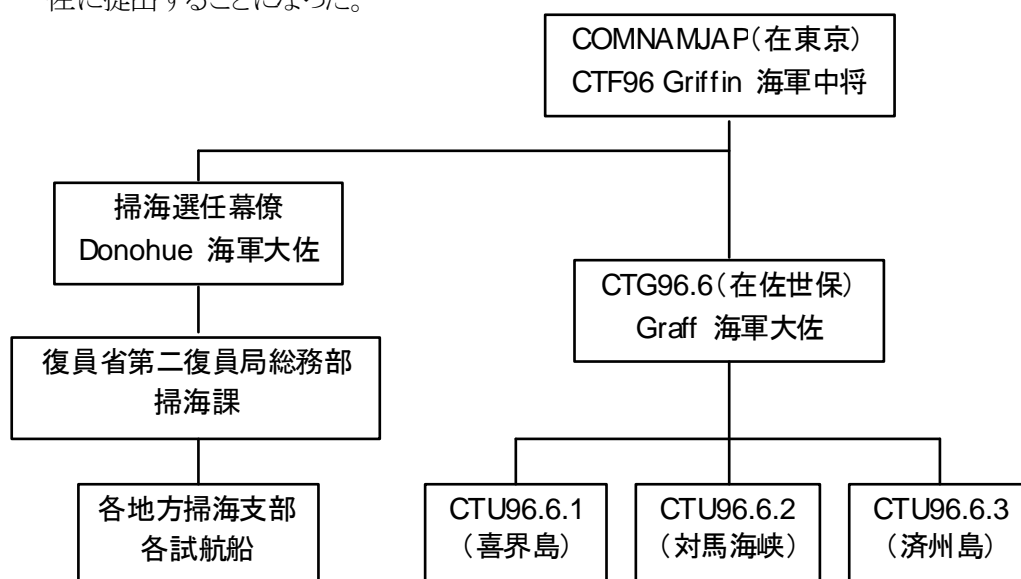 佐に提出することになった。
COMNAMJAP(在東京)
CTF96 Griffin 海軍中将
掃海選任幕僚
Donohue 海軍大佐
CTG96.6(在佐世保)
Graff 海軍大佐
復員省第二復員局総務部
掃海課
各地方掃海支部
各試航船
CTU96.6.1
(喜界島)
CTU96.6.2
(対馬海峡)
CTU96.6.3
(済州島)